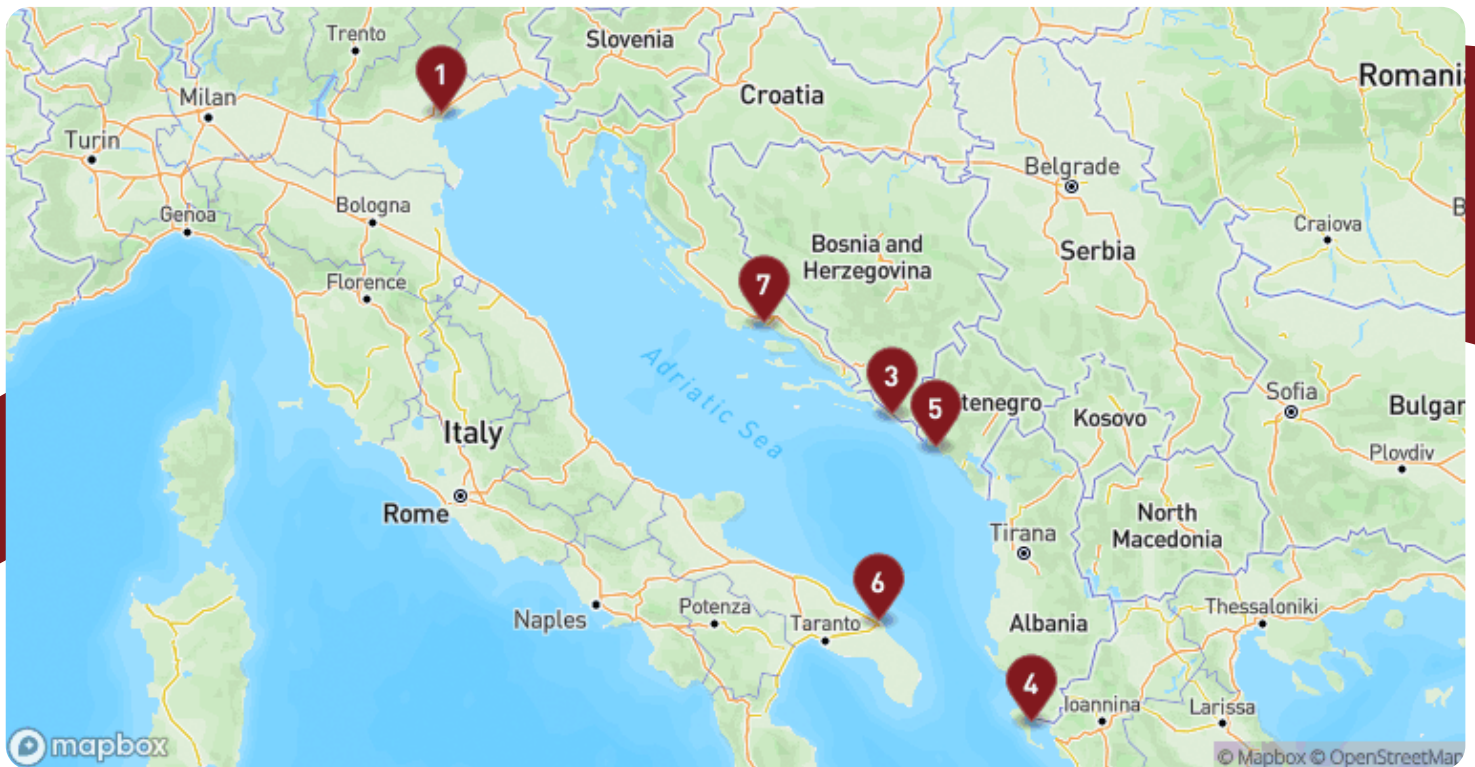 Trento
Slovenia
1
Romani
Milan
Croatia
Turin
Belgrade
Genoa
Bologna
B
Craiova
Bosnia and
Herzegovina
Serbia
Florence
7
Adriatic Sea
3
5
tenegro
Kosovo
Sofia
Bulgar
Italy
Plovdiv
Rome
North
Macedonia
Tirana
6
Naples
Potenza
Taranto
Albania
Thessaloniki
4
Ioannina
Larissa
mapbox
© Mapbox © OpenStreetMap